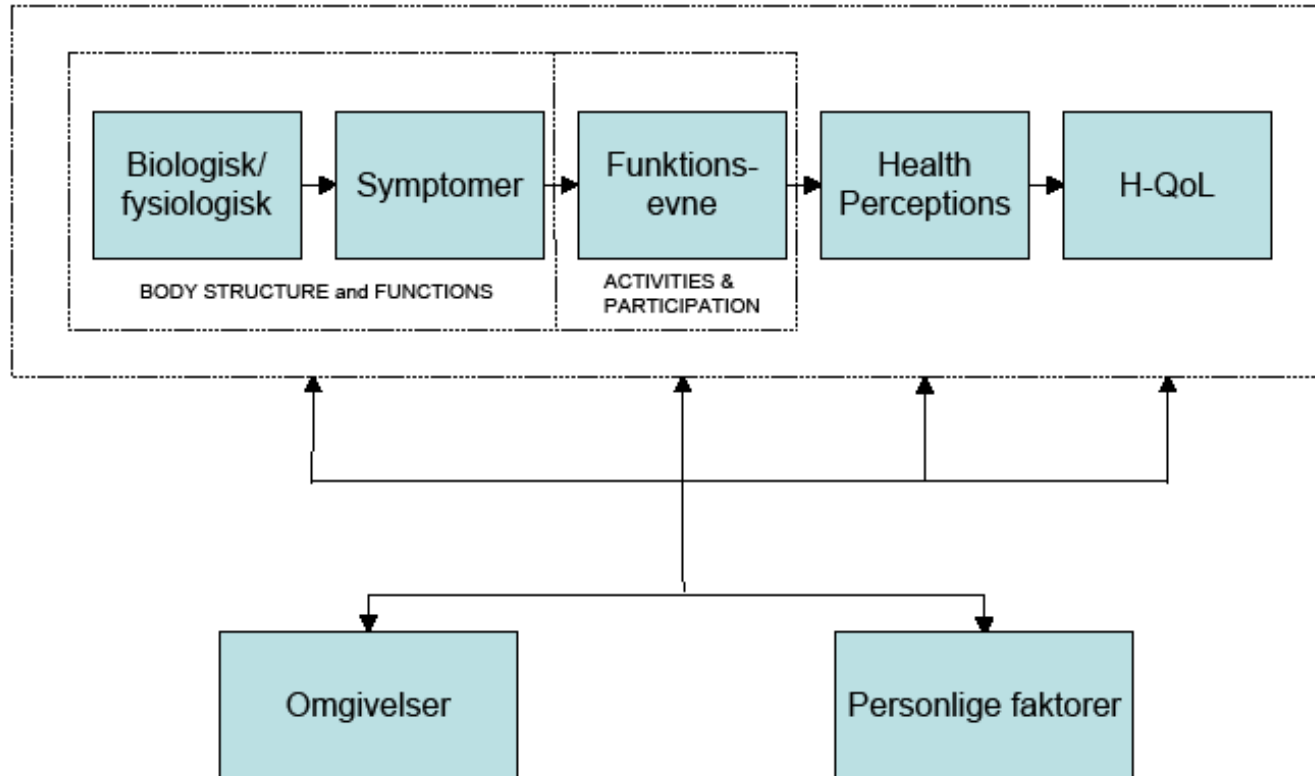 Biologisk/
fysiologisk
Symptomer
Funktions-
evne
Health
Perceptions
H-QoL
BODY STRUCTURE and FUNCTIONS
ACTIVITIES &
PARTICIPATION
Omgivelser
Personlige faktorer